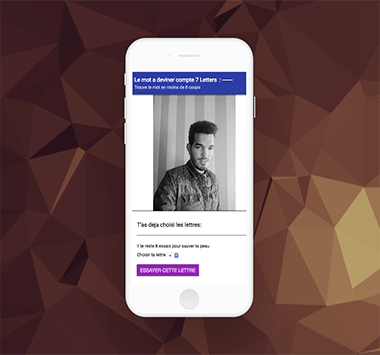 Le mot a deviner compte 7 Letters : -------
Trouve le mot en moins de 8 coups
T'as deja choisi les lettres:
Il te reste 8 essais pour sauver ta peau
Choisir ta lettre
ESSAYER CETTE LETTRE